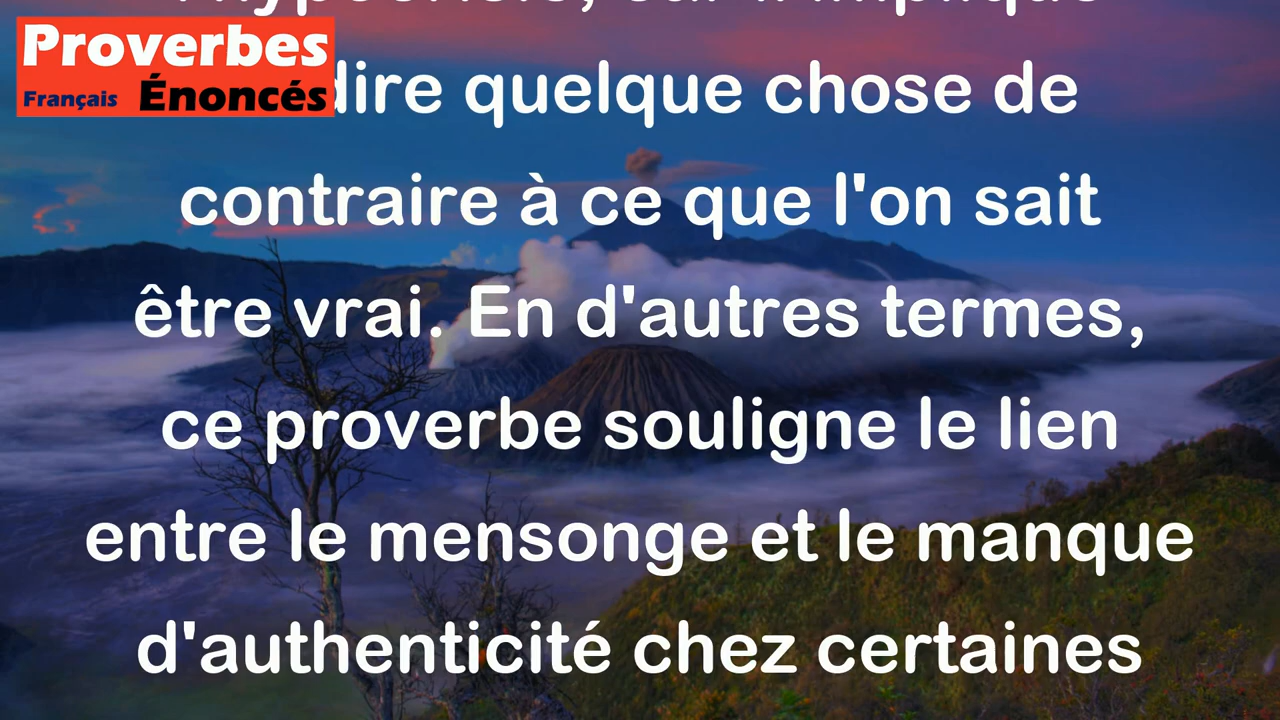 Proverbes
Français Énoncés
dire quelque chose de
contraire à ce que l'on sait
être vrai. En d'autres termes,
ce proverbe souligne le lien
entre le mensonge et le manque
d'authenticité chez certaines